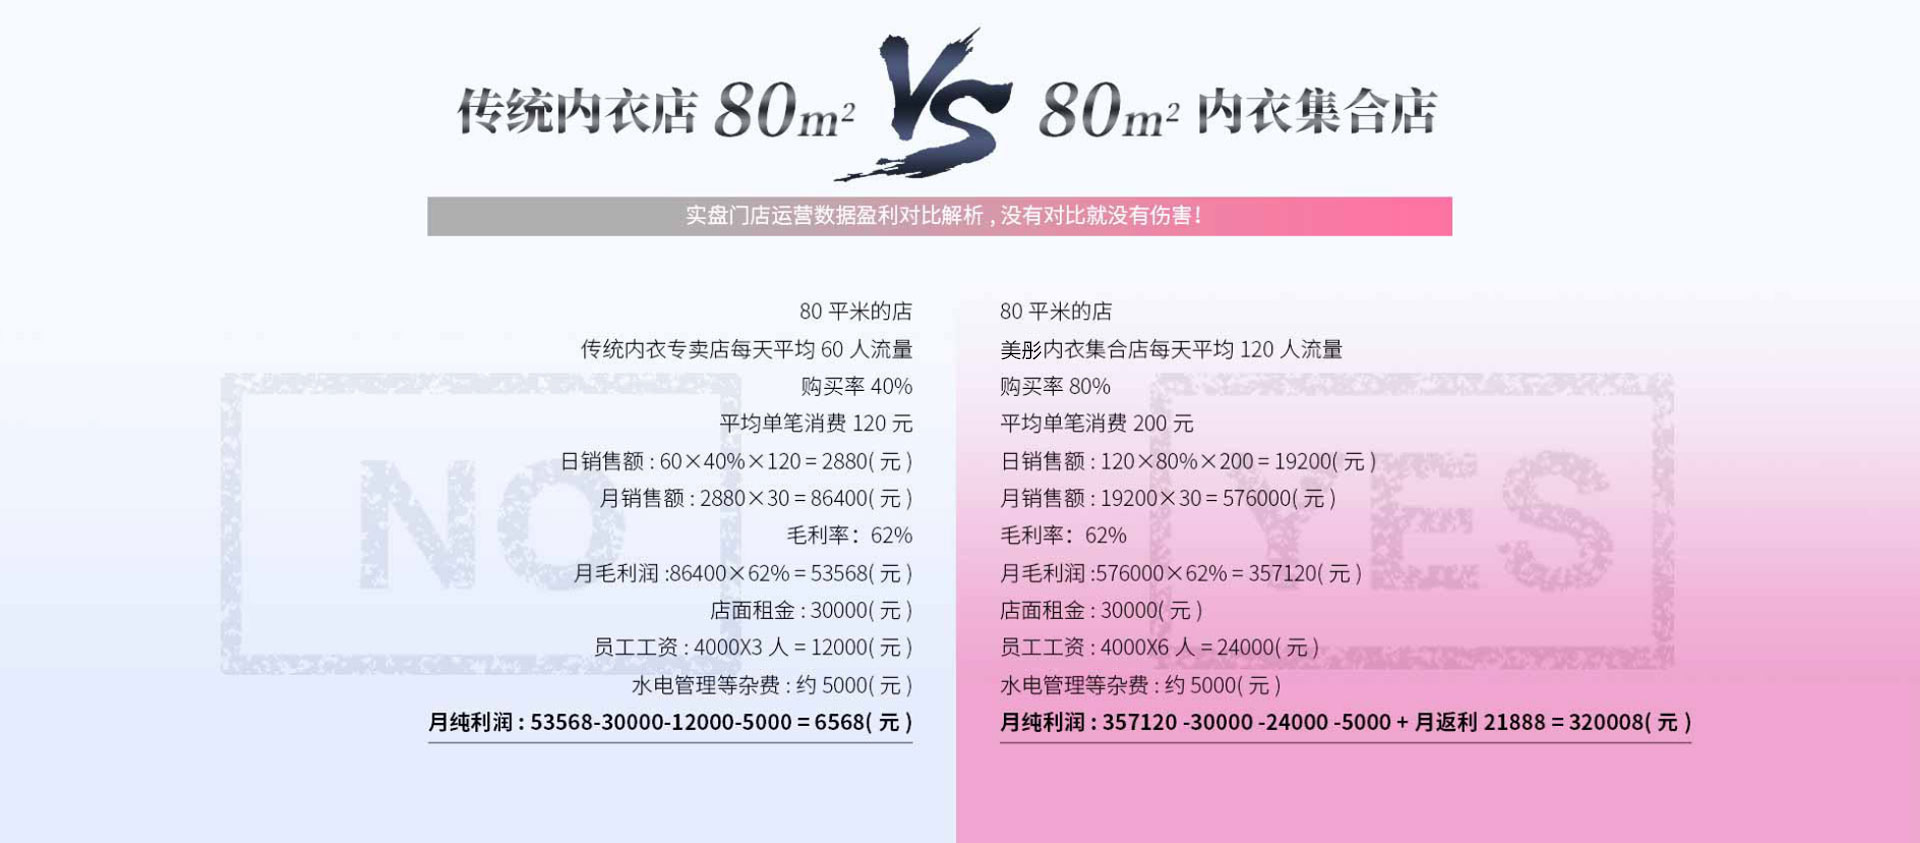 传统内衣店 80m² VS 80m² 内衣集合店
实盘门店运营数据盈利对比解析 , 没有对比就没有伤害!
80 平米的店
传统内衣专卖店每天平均 60 人流量
购买率 40%
平均单笔消费 120 元
日销售额 : 60×40%×120 = 2880( 元 )
月销售额 : 2880×30 = 86400( 元 )
毛利率：62%
月毛利润 :86400×62% = 53568( 元 )
店面租金 : 30000( 元 )
员工工资 : 4000X3 人 = 12000( 元 )
水电管理等杂费 : 约 5000( 元 )
月纯利润 : 53568-30000-12000-5000 = 6568( 元 )
NO
80 平米的店
美彤内衣集合店每天平均 120 人流量
购买率 80%
平均单笔消费 200 元
日销售额 : 120×80%×200 = 19200( 元 )
月销售额 : 19200×30 = 576000( 元 )
毛利率：62%
月毛利润 :576000×62% = 357120( 元 )
店面租金 : 30000( 元 )
员工工资 : 4000X6 人 = 24000( 元 )
水电管理等杂费 : 约 5000( 元 )
月纯利润 : 357120 -30000 -24000 -5000 + 月返利 21888 = 320008( 元 )
YES